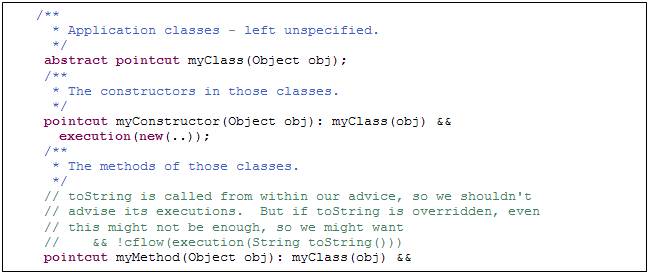 /**
 * Application classes - left unspecified.
 */
abstract pointcut myClass(Object obj);
/**
 * The constructors in those classes.
 */
pointcut myConstructor(Object obj): myClass(obj) &&
  execution(new(..));
/**
 * The methods of those classes.
 */
// toString is called from within our advice, so we shouldn't
// advise its executions.  But if toString is overridden, even
// this might not be enough, so we might want
//    && !cflow(execution(String toString()))
pointcut myMethod(Object obj): myClass(obj) &&